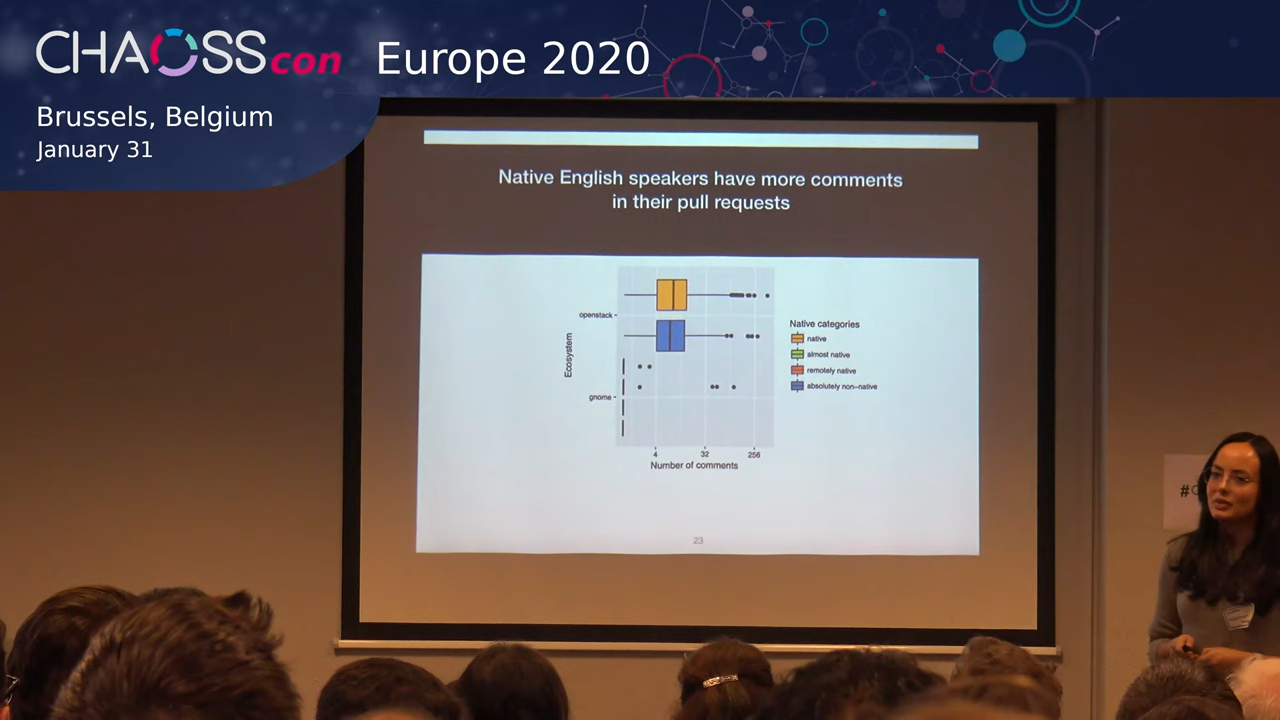 CHAOSScon
Europe 2020
Brussels, Belgium
January 31
Native English speakers have more comments
in their pull requests
openstack
Ecosystem
gnome
4 32 256
Number of comments
Native categories
native
almost native
remotely native
absolutely non-native
23
#